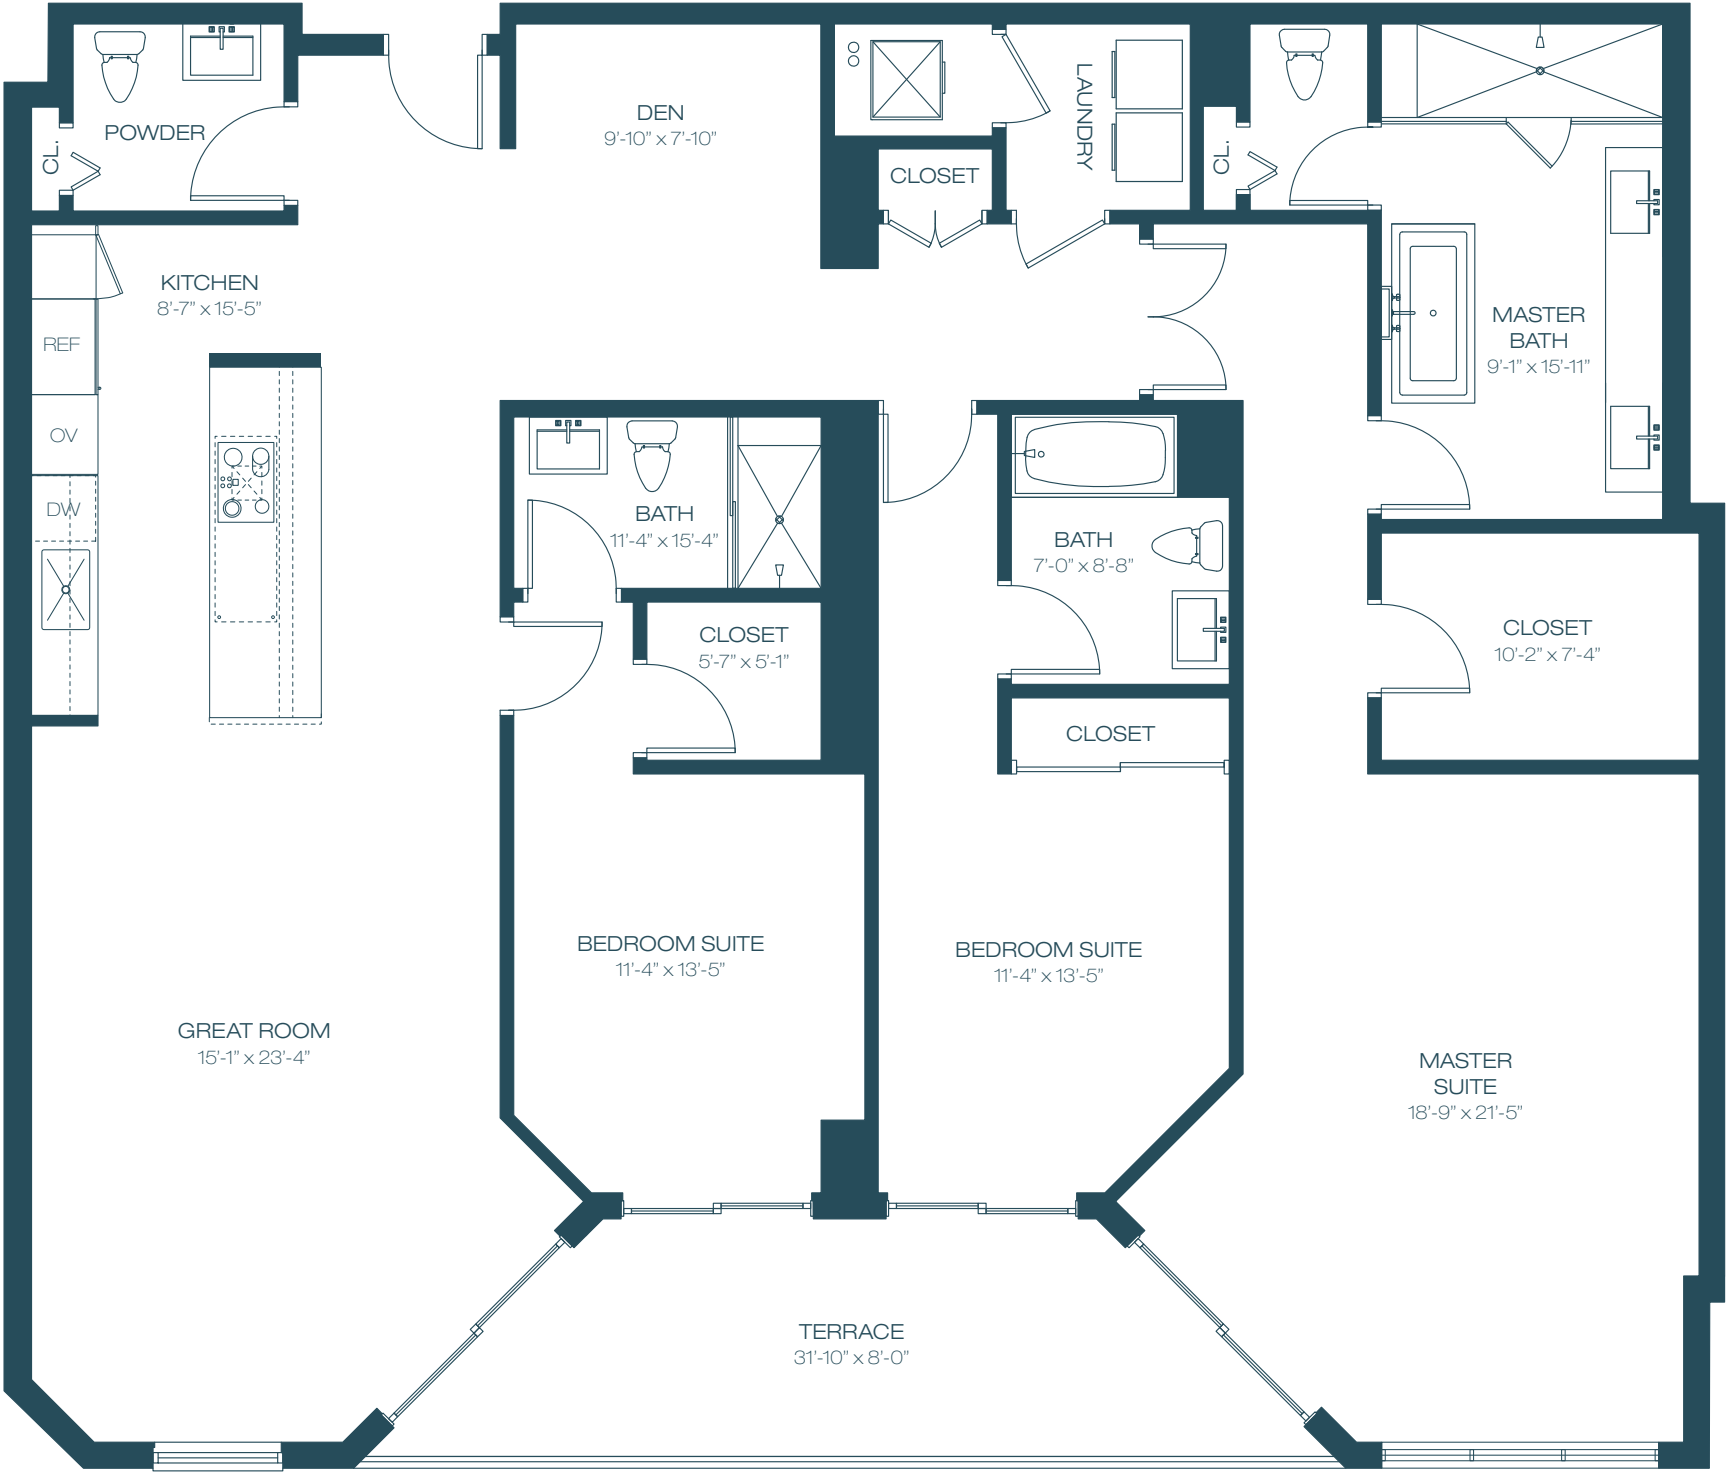 POWDER
CL.
DEN
9'-10" x 7'-10"
LAUNDRY
CLOSET
CL.
KITCHEN
8'-7" x 15'-5"
REF
OV
DW
MASTER
BATH
9'-1" x 15'-11"
BATH
11'-4" x 15'-4"
BATH
7'-0" x 8'-8"
CLOSET
5'-7" x 5'-1"
CLOSET
10'-2" x 7'-4"
CLOSET
BEDROOM SUITE
11'-4" x 13'-5"
BEDROOM SUITE
11'-4" x 13'-5"
GREAT ROOM
15'-1" x 23'-4"
MASTER
SUITE
18'-9" x 21'-5"
TERRACE
31'-10" x 8'-0"